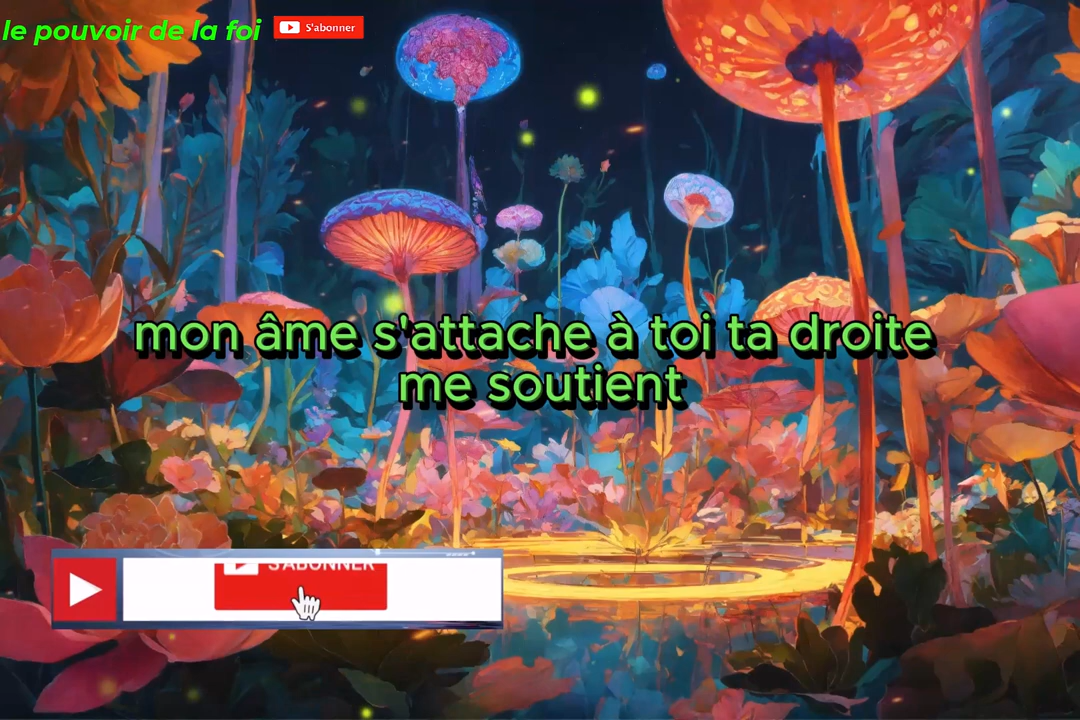 le pouvoir de la foi S'abonner
mon âme s'attache à toi ta droite
me soutient
S'ABONNER